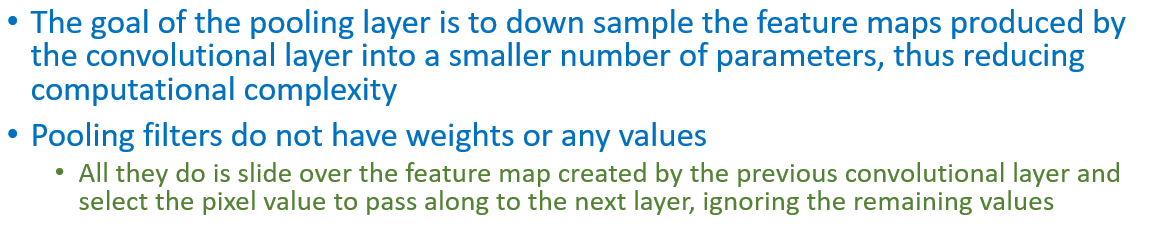 • The goal of the pooling layer is to down sample the feature maps produced by
the convolutional layer into a smaller number of parameters, thus reducing
computational complexity
• Pooling filters do not have weights or any values
• All they do is slide over the feature map created by the previous convolutional layer and
select the pixel value to pass along to the next layer, ignoring the remaining values